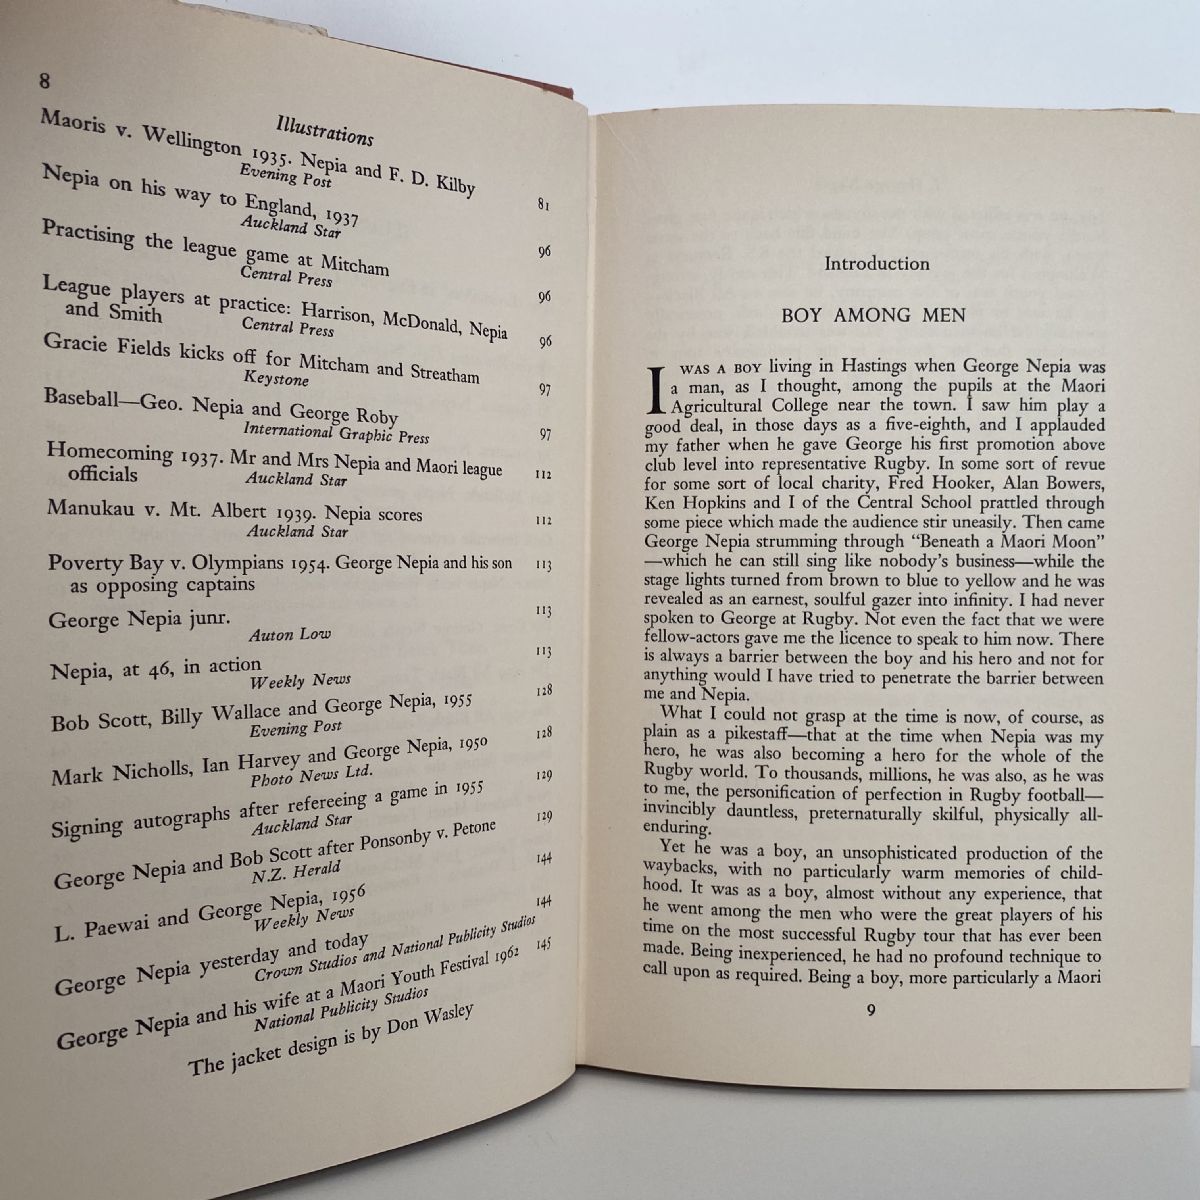 8
Illustrations
Maoris v. Wellington 1935. Nepia and F. D. Kilby 81
Evening Post
Nepia on his way to England, 1937 96
Auckland Star
Practising the league game at Mitcham 96
Central Press
League players at practice: Harrison, McDonald, Nepia
and Smith 96
Central Press
Gracie Fields kicks off for Mitcham and Streatham 97
Keystone
Baseball—Geo. Nepia and George Roby 97
International Graphic Press
Homecoming 1937. Mr and Mrs Nepia and Maori league
officials 112
Auckland Star
Manukau v. Mt. Albert 1939. Nepia scores 112
Auckland Star
Poverty Bay v. Olympians 1954. George Nepia and his son
as opposing captains 113
George Nepia junr. 113
Auton Low
Nepia, at 46, in action 113
Weekly News
Bob Scott, Billy Wallace and George Nepia, 1955 128
Evening Post
Mark Nicholls, Ian Harvey and George Nepia, 1950 128
Photo News Ltd.
Signing autographs after refereeing a game in 1955 129
Auckland Star
George Nepia and Bob Scott after Ponsonby v. Petone 129
N.Z. Herald
L. Paewai and George Nepia, 1956 144
Weekly News
George Nepia yesterday and today 144
Crown Studios and National Publicity Studios
George Nepia and his wife at a Maori Youth Festival 1962 145
National Publicity Studios
The jacket design is by Don Wasley
Introduction
BOY AMONG MEN
I WAS A BOY living in Hastings when George Nepia was
a man, as I thought, among the pupils at the Maori
Agricultural College near the town. I saw him play a
good deal, in those days as a five-eighth, and I applauded
my father when he gave George his first promotion above
club level into representative Rugby. In some sort of revue
for some sort of local charity, Fred Hooker, Alan Bowers,
Ken Hopkins and I of the Central School prattled through
some piece which made the audience stir uneasily. Then came
George Nepia strumming through "Beneath a Maori Moon"
—which he can still sing like nobody's business—while the
stage lights turned from brown to blue to yellow and he was
revealed as an earnest, soulful gazer into infinity. I had never
spoken to George at Rugby. Not even the fact that we were
fellow-actors gave me the licence to speak to him now. There
is always a barrier between the boy and his hero and not for
anything would I have tried to penetrate the barrier between
me and Nepia.
What I could not grasp at the time is now, of course, as
plain as a pikestaff—that at the time when Nepia was my
hero, he was also becoming a hero for the whole of the
Rugby world. To thousands, millions, he was also, as he was
to me, the personification of perfection in Rugby football—
invincibly dauntless, preternaturally skilful, physically all-
enduring.
Yet he was a boy, an unsophisticated production of the
waybacks, with no particularly warm memories of child-
hood. It was as a boy, almost without any experience, that
he went among the men who were the great players of his
time on the most successful Rugby tour that has ever been
made. Being inexperienced, he had no profound technique to
call upon as required. Being a boy, more particularly a Maori
9